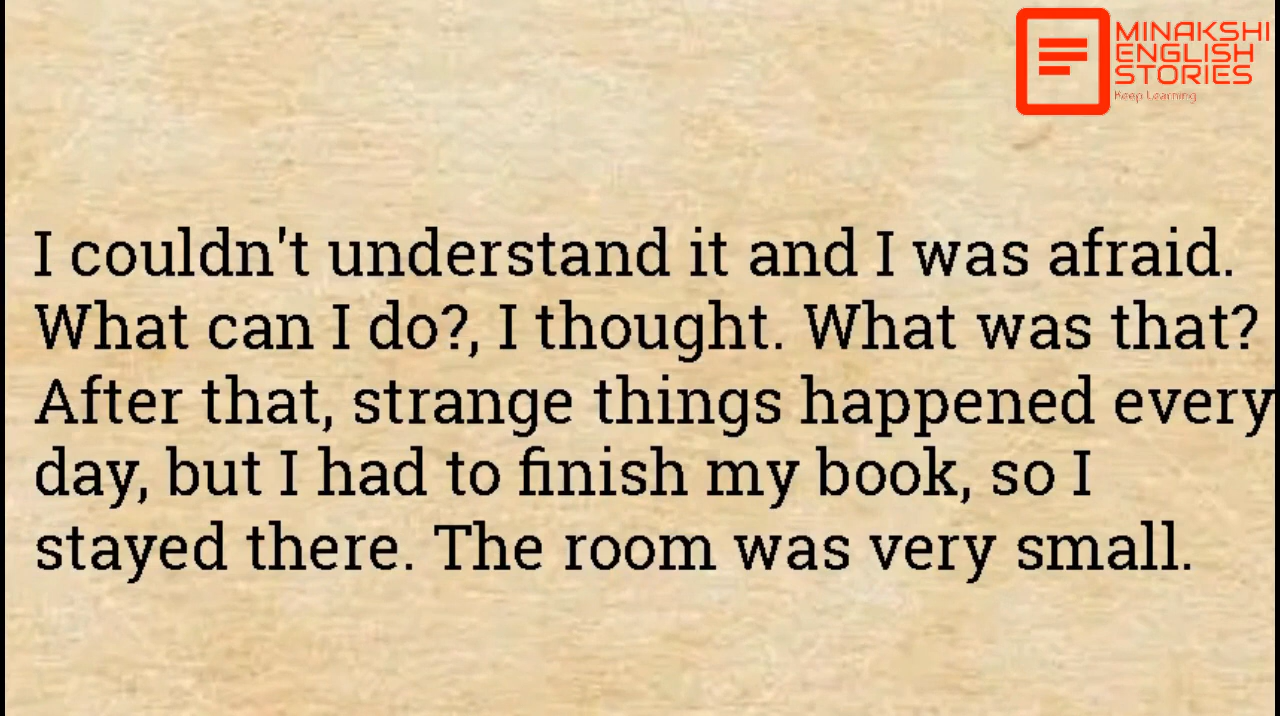 MINAKSHI
ENGLISH
STORIES
Keep Learning
I couldn't understand it and I was afraid.
What can I do?, I thought. What was that?
After that, strange things happened every
day, but I had to finish my book, so I
stayed there. The room was very small.